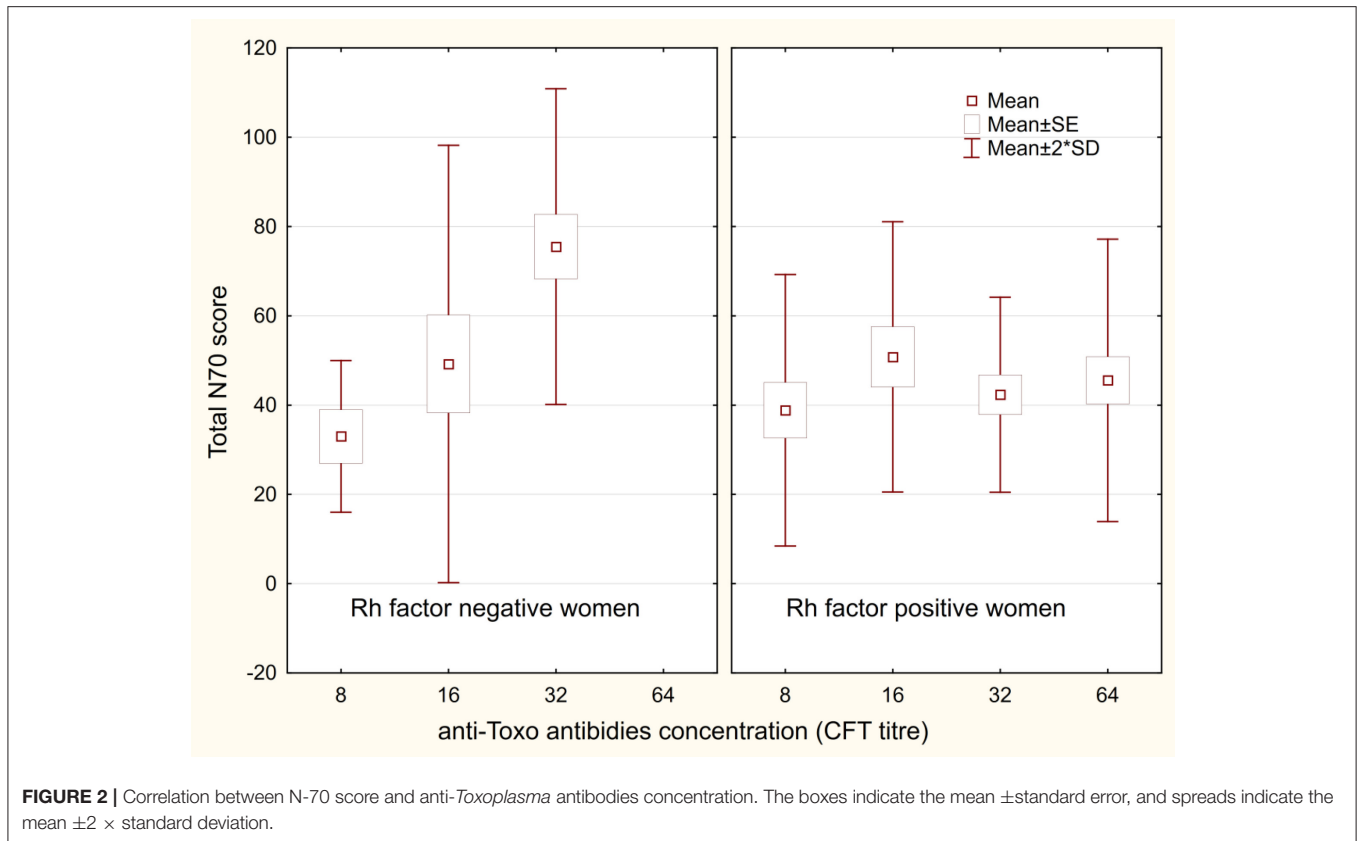 120
100
80
60
40
20
0
-20
Total N70 score
Mean
Mean±SE
Mean±2*SD
Rh factor negative women
Rh factor positive women
8 16 32 64 8 16 32 64
anti-Toxo antibidies concentration (CFT titre)
FIGURE 2 | Correlation between N-70 score and anti-Toxoplasma antibodies concentration. The boxes indicate the mean ±standard error, and spreads indicate the
mean ±2 × standard deviation.